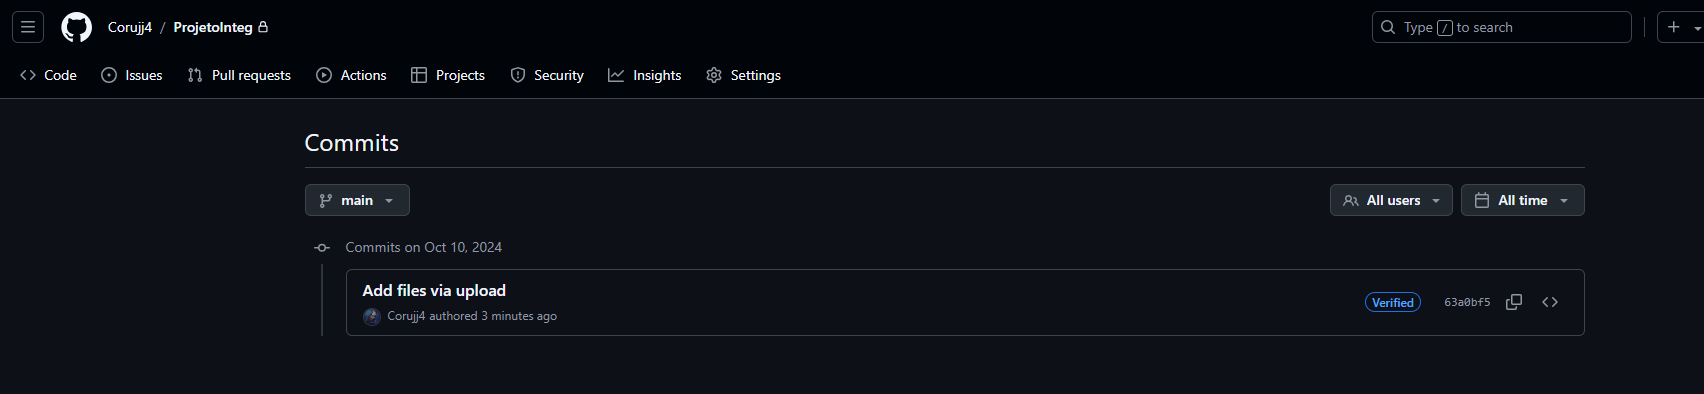 Corujj4 / ProjetoInteg
Type / to search
Code Issues Pull requests Actions Projects Security Insights Settings
Commits
main All users All time
Commits on Oct 10, 2024
Add files via upload
Corujj4 authored 3 minutes ago
Verified 63a0bf5